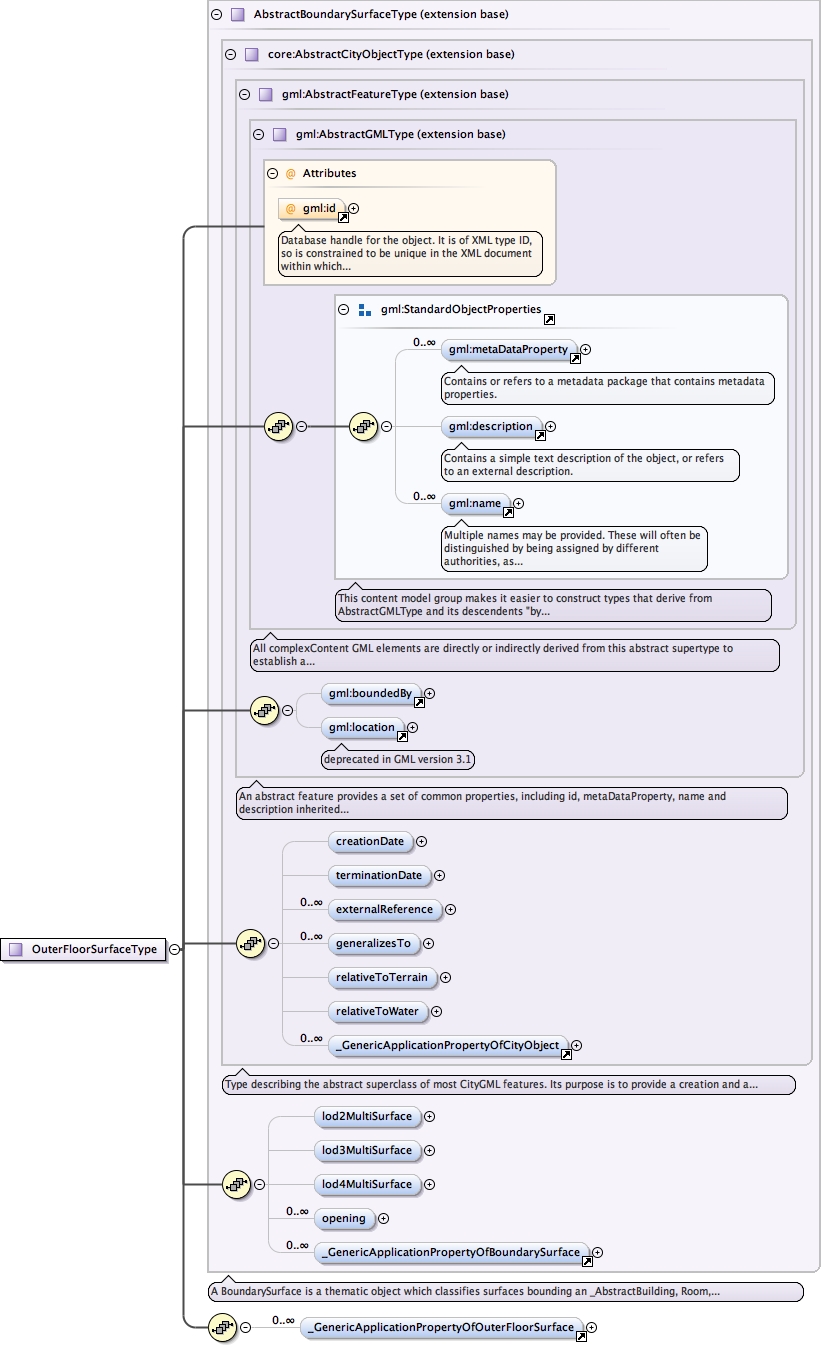 AbstractBoundarySurfaceType (extension base)
core:AbstractCityObjectType (extension base)
gml:AbstractFeatureType (extension base)
gml:AbstractGMLType (extension base)
@ Attributes
@ gml:id
Database handle for the object. It is of XML type ID,
so is constrained to be unique in the XML document
within which...
gml:StandardObjectProperties
0..∞
gml:metaDataProperty
Contains or refers to a metadata package that contains metadata
properties.
gml:description
Contains a simple text description of the object, or refers
to an external description.
0..∞
gml:name
Multiple names may be provided. These will often be
distinguished by being assigned by different
authorities, as...
This content model group makes it easier to construct types that derive from
AbstractGMLType and its descendents "by...
All complexContent GML elements are directly or indirectly derived from this abstract supertype to
establish a...
gml:boundedBy
gml:location
deprecated in GML version 3.1
An abstract feature provides a set of common properties, including id, metaDataProperty, name and
description inherited...
creationDate
terminationDate
0..∞
externalReference
0..∞
generalizesTo
OuterFloorSurfaceType
relativeToTerrain
relativeToWater
0..∞
_GenericApplicationPropertyOfCityObject
Type describing the abstract superclass of most CityGML features. Its purpose is to provide a creation and a...
lod2MultiSurface
lod3MultiSurface
lod4MultiSurface
0..∞
opening
0..∞
_GenericApplicationPropertyOfBoundarySurface
A BoundarySurface is a thematic object which classifies surfaces bounding an _AbstractBuilding, Room,...
0..∞
_GenericApplicationPropertyOfOuterFloorSurface